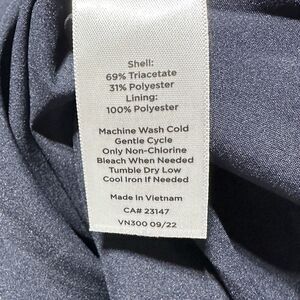 Shell:
69% Triacetate
31% Polyester
Lining:
100% Polyester
Machine Wash Cold
Gentle Cycle
Only Non-Chlorine
Bleach When Needed
Tumble Dry Low
Cool Iron If Needed
Made In Vietnam
CA# 23147
VN300 09/22